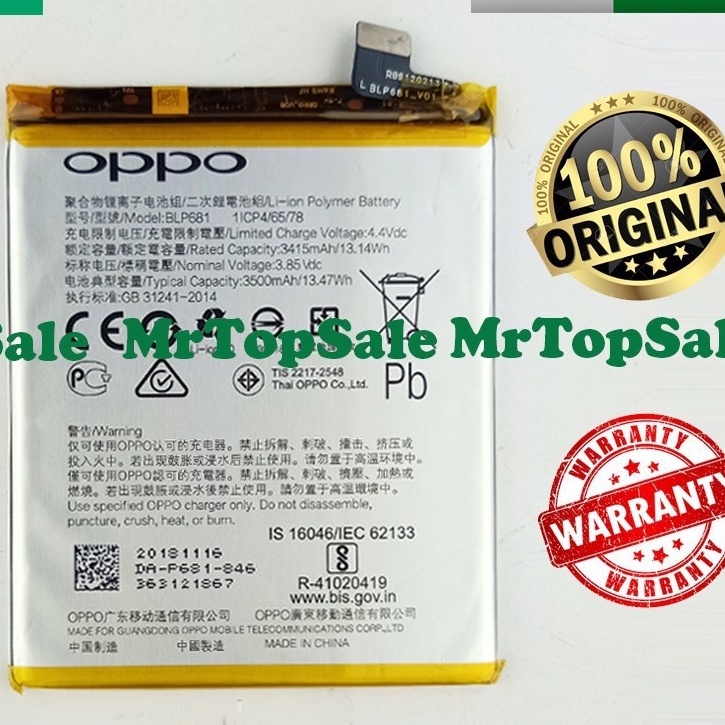 R09120213
L BLP681_V01
oppo
聚合物锂离子电池组/二次鋰電池組/Li-ion Polymer Battery
型号/型號/Model:BLP681 1ICP4/65/78
充电限制电压/充電限制電壓/Limited Charge Voltage:4.4Vdc
额定容量/額定容量/Rated Capacity:3415mAh/13.14Wh
标称电压/標稱電壓/Nominal Voltage:3.85Vdc
电池典型容量/Typical Capacity:3500mAh/13.47Wh
执行标准:GB 31241-2014
100% ORIGINAL
100% ORIGINAL
100%
ORIGINAL
Sale MrTopSale MrTopSale
TIS 2217-2548
Thai OPPO Co.,Ltd.
Pb
警告/Warning
仅可使用OPPO认可的充电器。禁止拆解、刺破、撞击、挤压或
投入火中。若出现鼓胀或浸水后禁止使用。请勿置于高温环境中。
僅可使用OPPO認可的充電器。禁止拆解、刺破、擠壓、加熱或
燃燒。若出現鼓脹或浸水後禁止使用。請勿置於高溫環境中。
Use specified OPPO charger only. Do not disassemble,
puncture, crush, heat, or burn.
IS 16046/IEC 62133
20181116
DA-F681-846
363121867
R-41020419
www.bis.gov.in
OPPO广东移动通信有限公司 OPPO廣東移動通信有限公司
MADE FOR GUANGDONG OPPO MOBILE TELECOMMUNICATIONS CORP.,LTD
中国制造 中國製造 MADE IN CHINA
WARRANTY
WARRANTY
WARRANTY